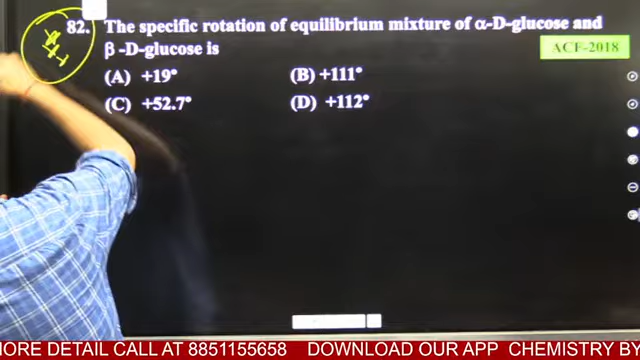 82. The specific rotation of equilibrium mixture of α-D-glucose and
β -D-glucose is
ACF-2018
(A) +19° (B) +111°
(C) +52.7° (D) +112°
MORE DETAIL CALL AT 8851155658 DOWNLOAD OUR APP CHEMISTRY BY